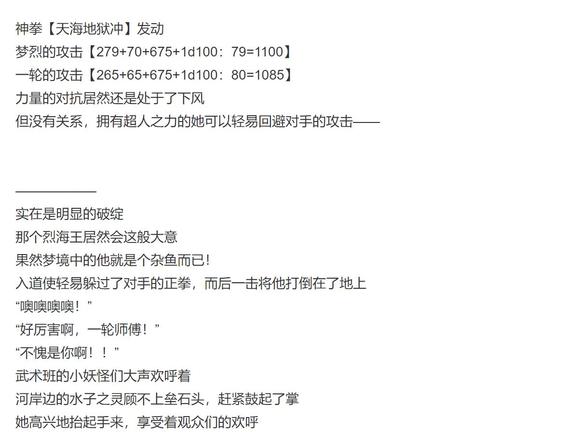 神拳【天海地狱冲】发动
梦烈的攻击【279+70+675+1d100：79=1100】
一轮的攻击【265+65+675+1d100：80=1085】
力量的对抗居然还是处于了下风
但没有关系，拥有超人之力的她可以轻易回避对手的攻击——
——————
实在是明显的破绽
那个烈海王居然会这般大意
果然梦境中的他就是个杂鱼而已！
入道使轻易躲过了对手的正拳，而后一击将他打倒在了地上
“噢噢噢噢！”
“好厉害啊，一轮师傅！”
“不愧是你啊！！”
武术班的小妖怪们大声欢呼着
河岸边的水子之灵顾不上垒石头，赶紧鼓起了掌
她高兴地抬起手来，享受着观众们的欢呼